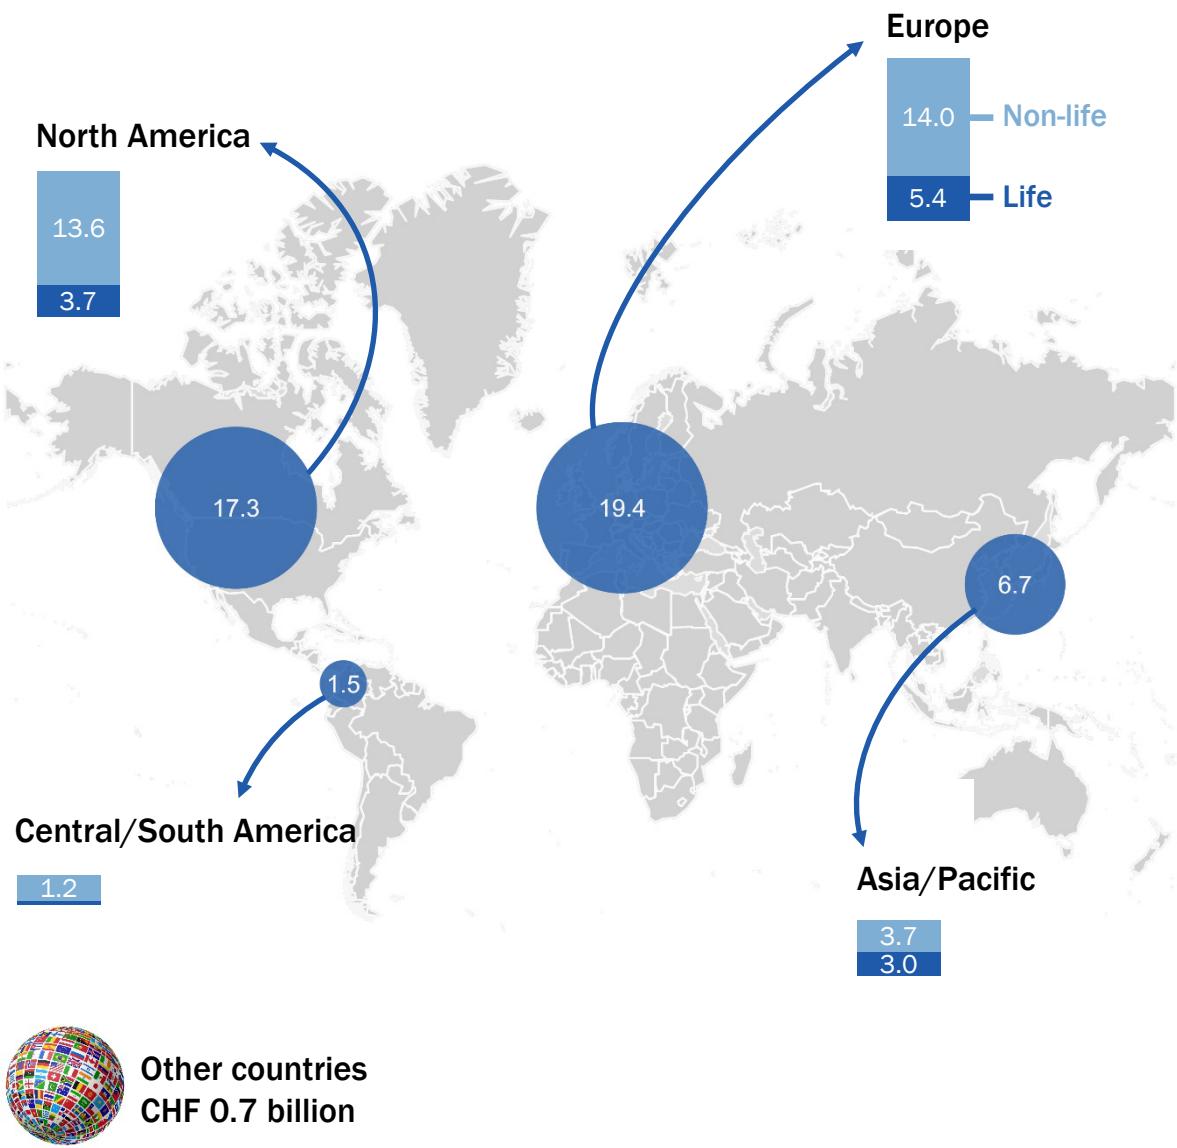 Europe
14.0
Non-life
5.4
Life
North America
13.6
3.7
17.3
19.4
6.7
1.5
Central/South America
1.2
Asia/Pacific
3.7
3.0
Other countries
CHF 0.7 billion